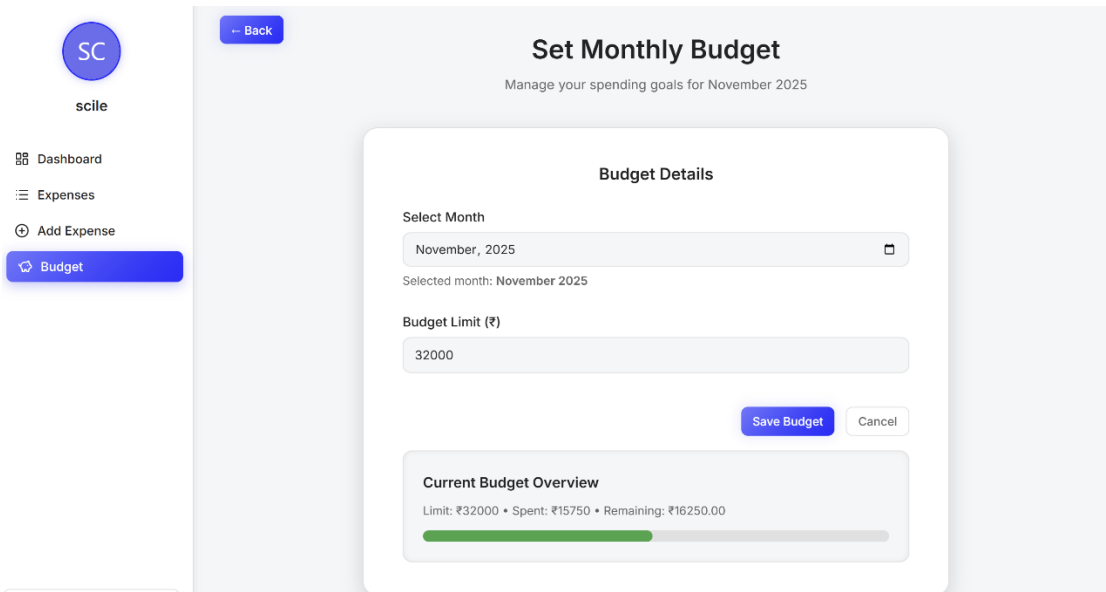 SC
scile
Dashboard
Expenses
Add Expense
Budget
← Back
Set Monthly Budget
Manage your spending goals for November 2025
Budget Details
Select Month
November, 2025
Selected month: November 2025
Budget Limit (₹)
32000
Save Budget
Cancel
Current Budget Overview
Limit: ₹32000 • Spent: ₹15750 • Remaining: ₹16250.00